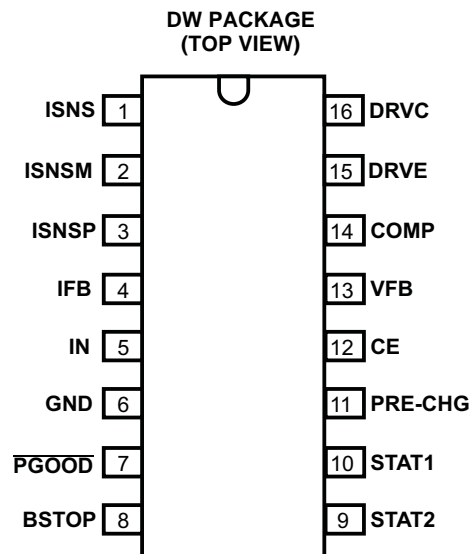 DW PACKAGE
(TOP VIEW)
ISNS 1 16 DRVC
ISNSM 2 15 DRVE
ISNSP 3 14 COMP
IFB 4 13 VFB
IN 5 12 CE
GND 6 11 PRE-CHG
PGOOD 7 10 STAT1
BSTOP 8 9 STAT2